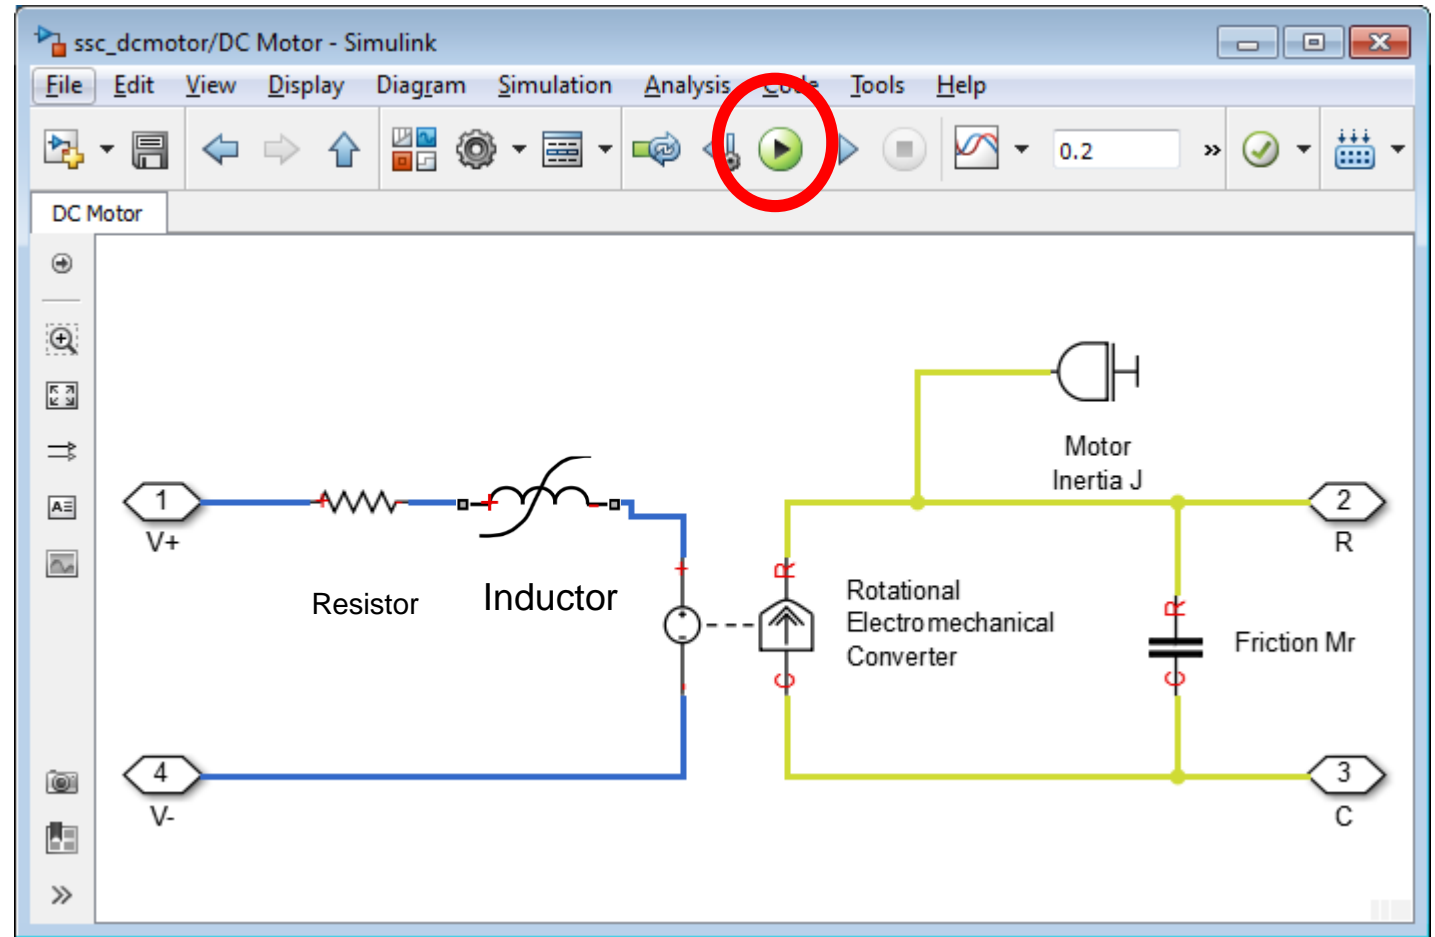 ssc_dcmotor/DC Motor - Simulink
File Edit View Display Diagram Simulation Analysis Code Tools Help
0.2
DC Motor
Motor
Inertia J
1
V+
2
R
Resistor
Inductor
+
-
+
-
+
-
+
-
R
C
Rotational
Electromechanical
Converter
R
C
Friction Mr
4
V-
3
C